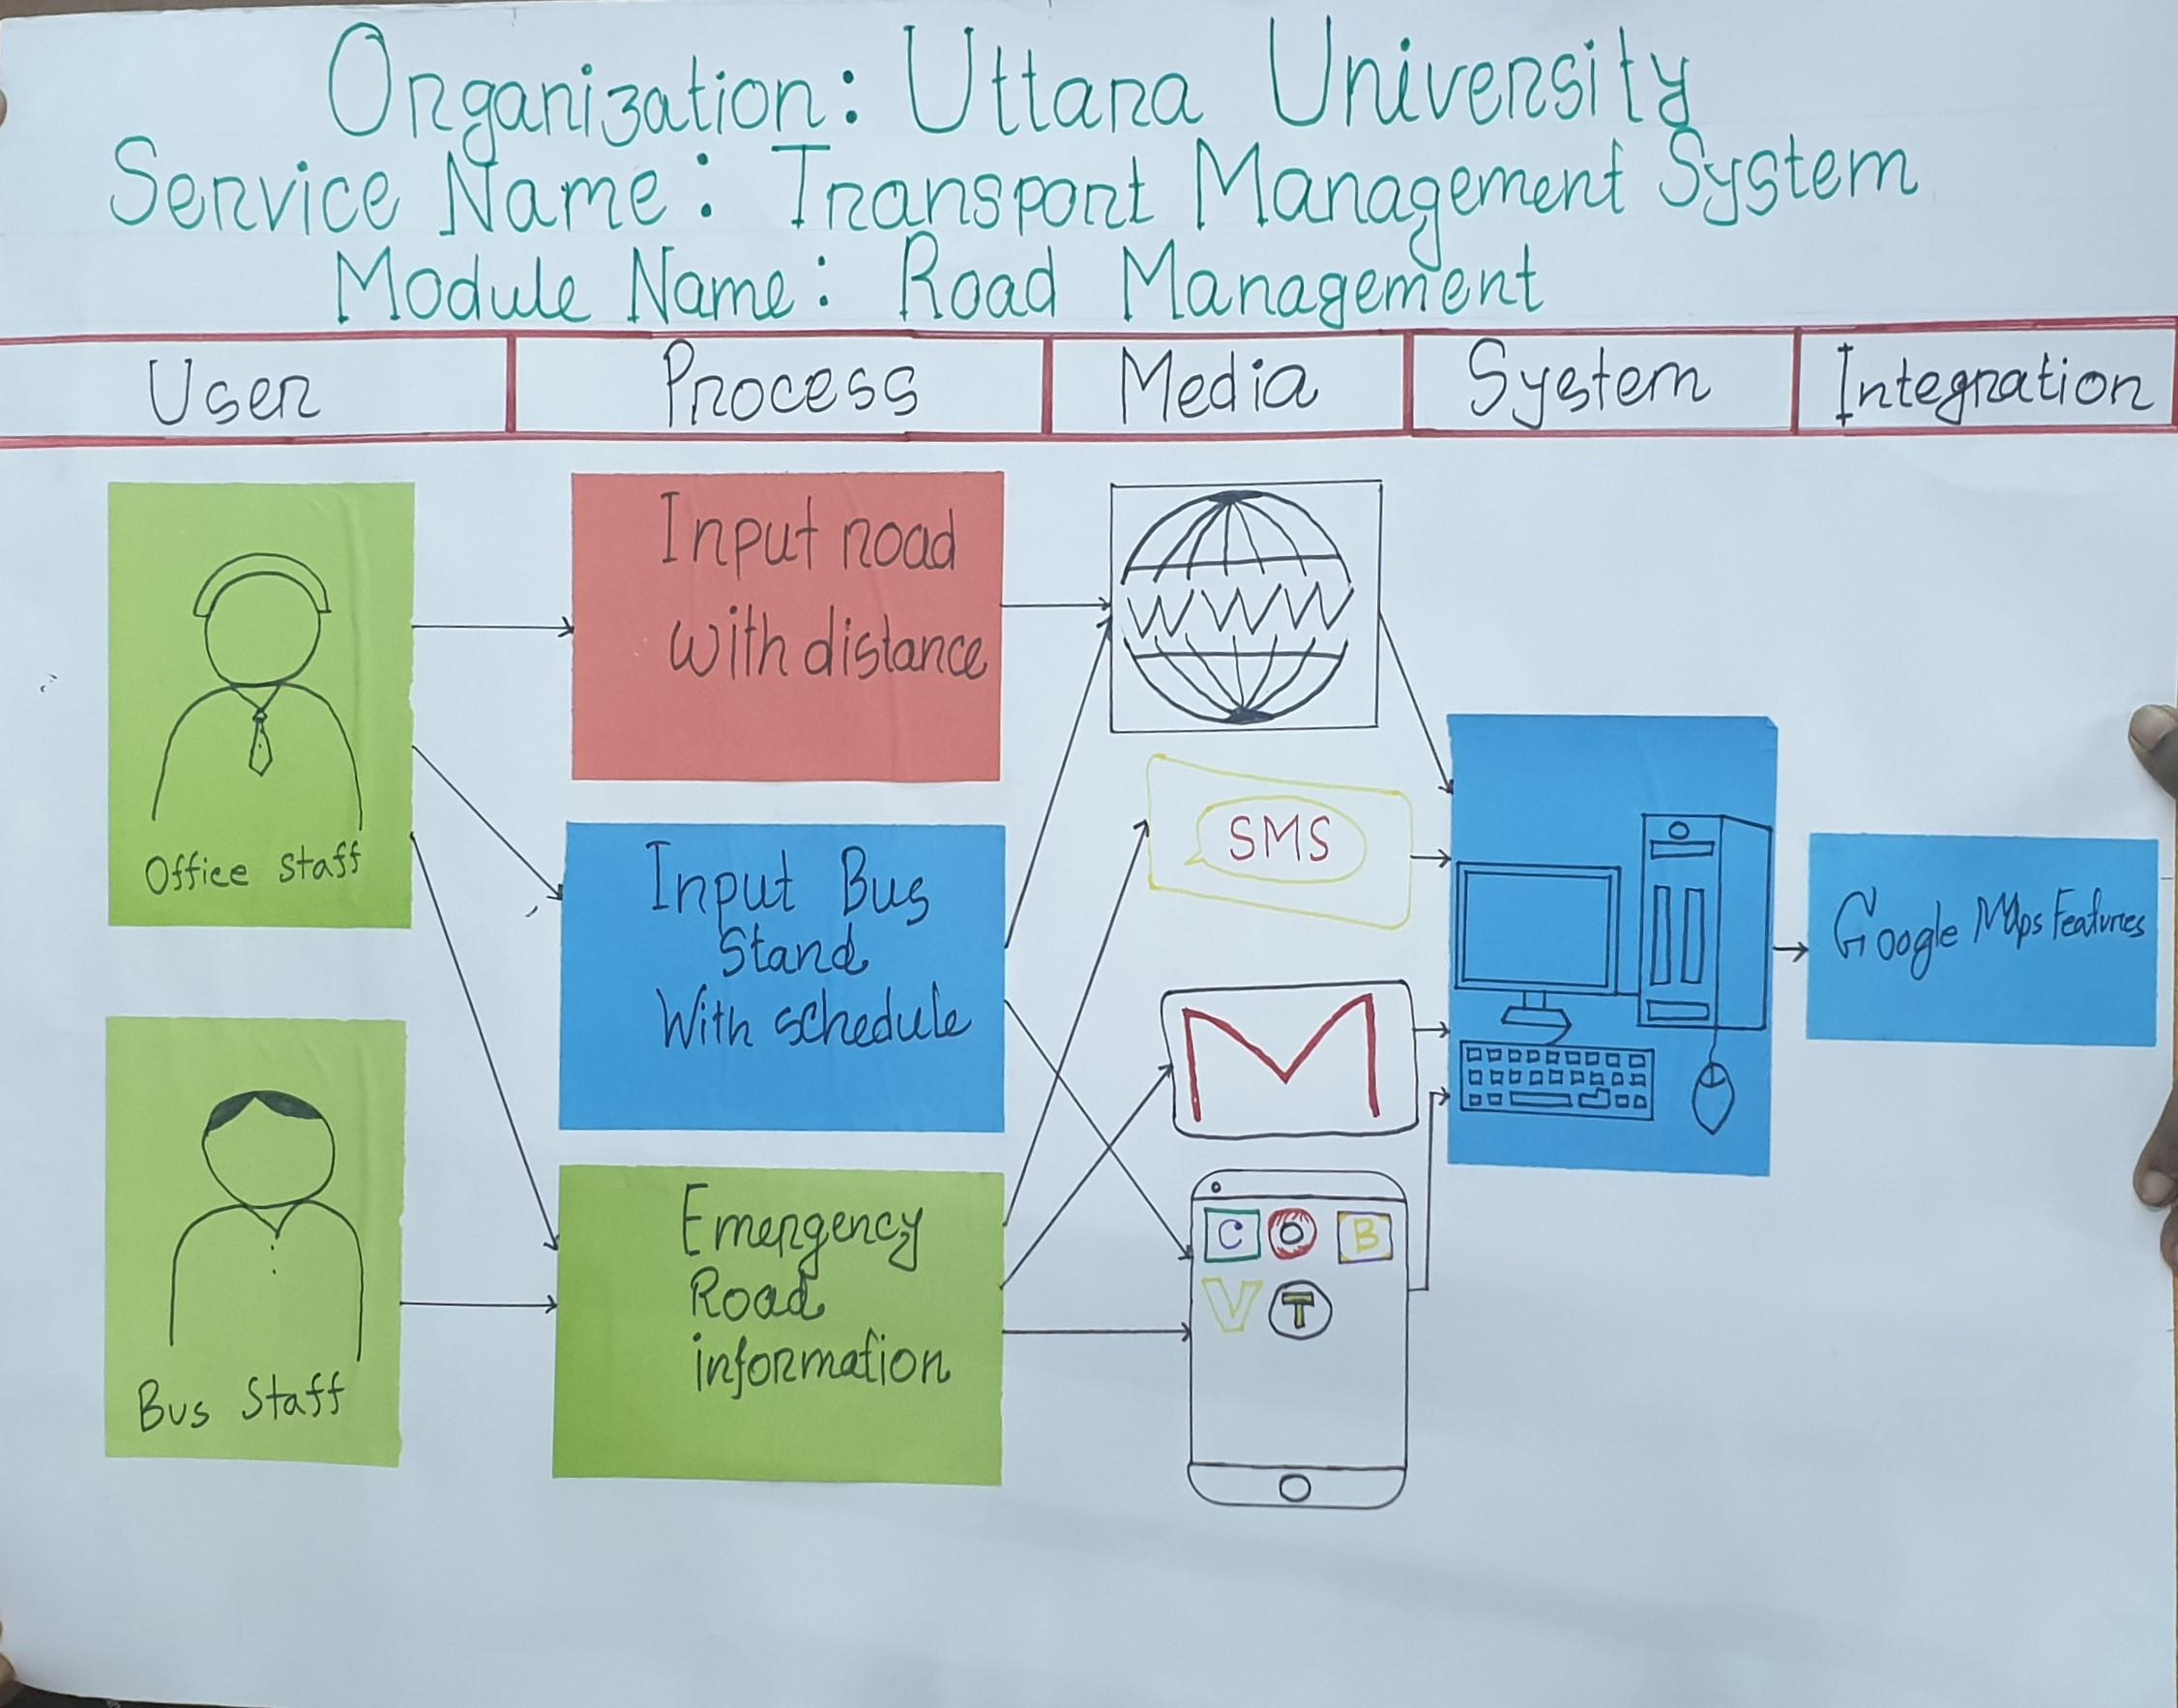 Organization: Uttara University
Service Name: Transport Management System
Module Name: Road Management
User Process Media System Integration
Input road
with distance
WWW
Office Staff
SMS
Input Bus
Stand
With schedule
Google Maps Features
M
Bus Staff
Emergency
Road
information
C O B
V T